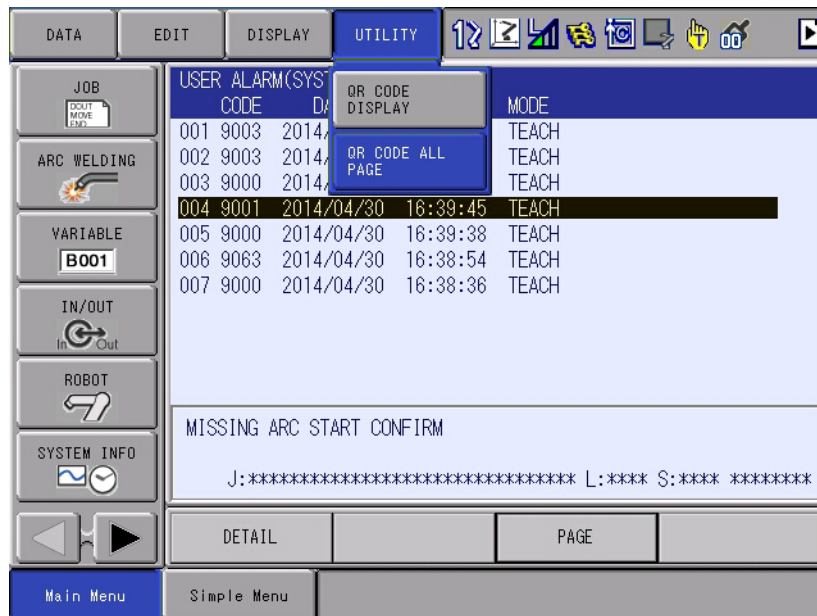 DATA
EDIT
DISPLAY
UTILITY
JOB
DOUT
MOVE
END
ARC WELDING
VARIABLE
B001
IN/OUT
In Out
ROBOT
SYSTEM INFO
USER ALARM(SYS
CODE MODE
QR CODE
DISPLAY
QR CODE ALL
PAGE
001 9003 2014/ TEACH
002 9003 2014/ TEACH
003 9000 2014/ TEACH
004 9001 2014/04/30 16:39:45 TEACH
005 9000 2014/04/30 16:39:38 TEACH
006 9063 2014/04/30 16:38:54 TEACH
007 9000 2014/04/30 16:38:36 TEACH
MISSING ARC START CONFIRM
J:******************************** L:**** S:**** ********
DETAIL
PAGE
Main Menu
Simple Menu